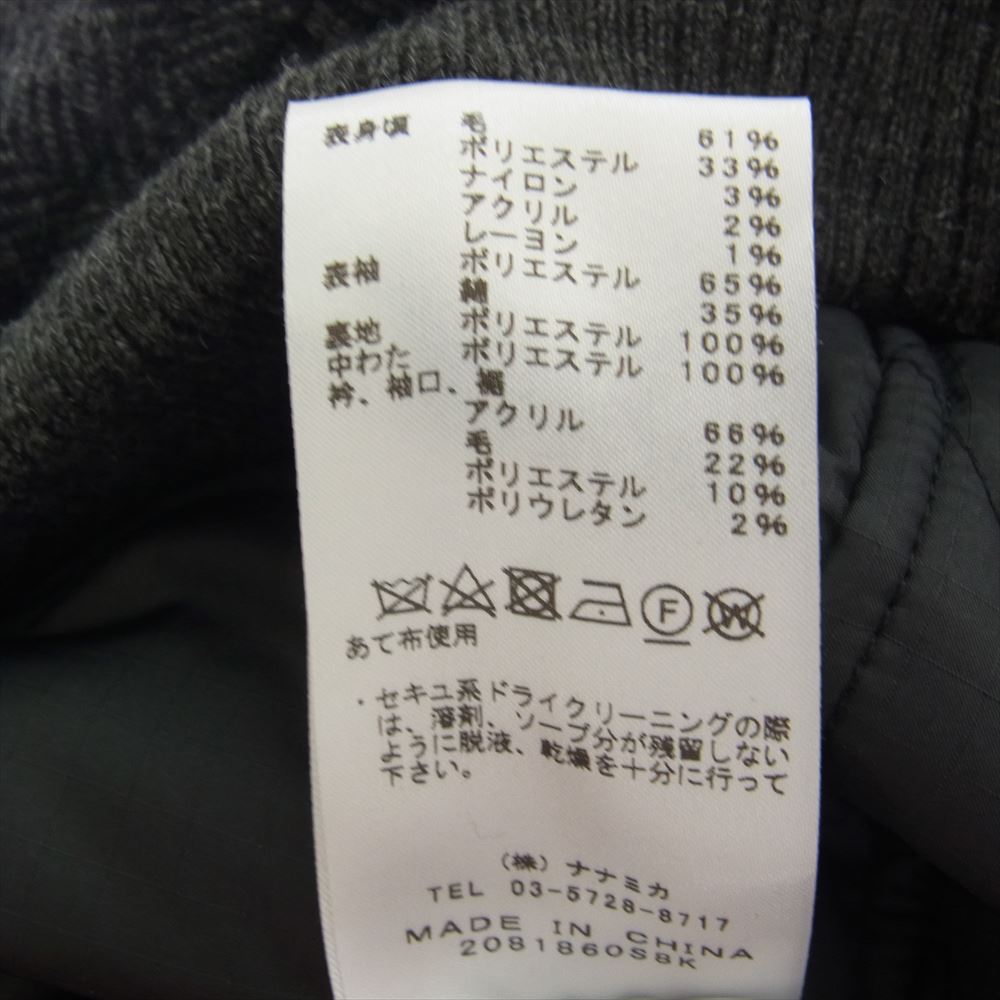 表身頃 毛 61%
ポリエステル 33%
ナイロン 3%
アクリル 2%
レーヨン 1%
表袖 ポリエステル 65%
綿 35%
裏地 ポリエステル 100%
中わた ポリエステル 100%
衿、袖口、裾
アクリル 66%
毛 22%
ポリエステル 10%
ポリウレタン 2%
F W
あて布使用
・セキユ系ドライクリーニングの際
は、溶剤、ソープ分が残留しない
ように脱液、乾燥を十分に行って
下さい。
(株)ナナミカ
TEL 03-5728-8717
MADE IN CHINA
2081860S8K